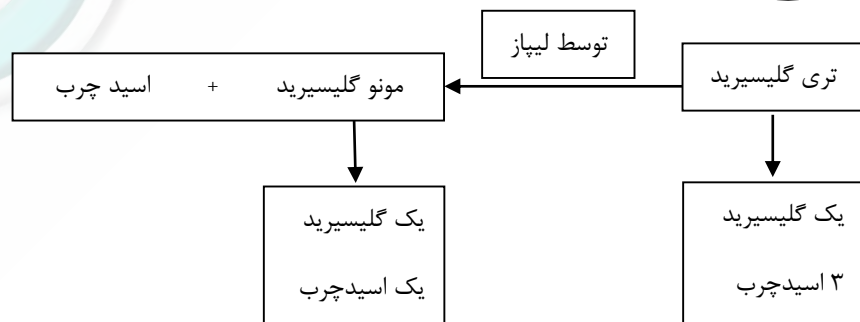 توسط لیپاز
تری گلیسیرید
مونو گلیسیرید + اسید چرب
یک گلیسیرید
۳ اسیدچرب
یک گلیسیرید
یک اسیدچرب